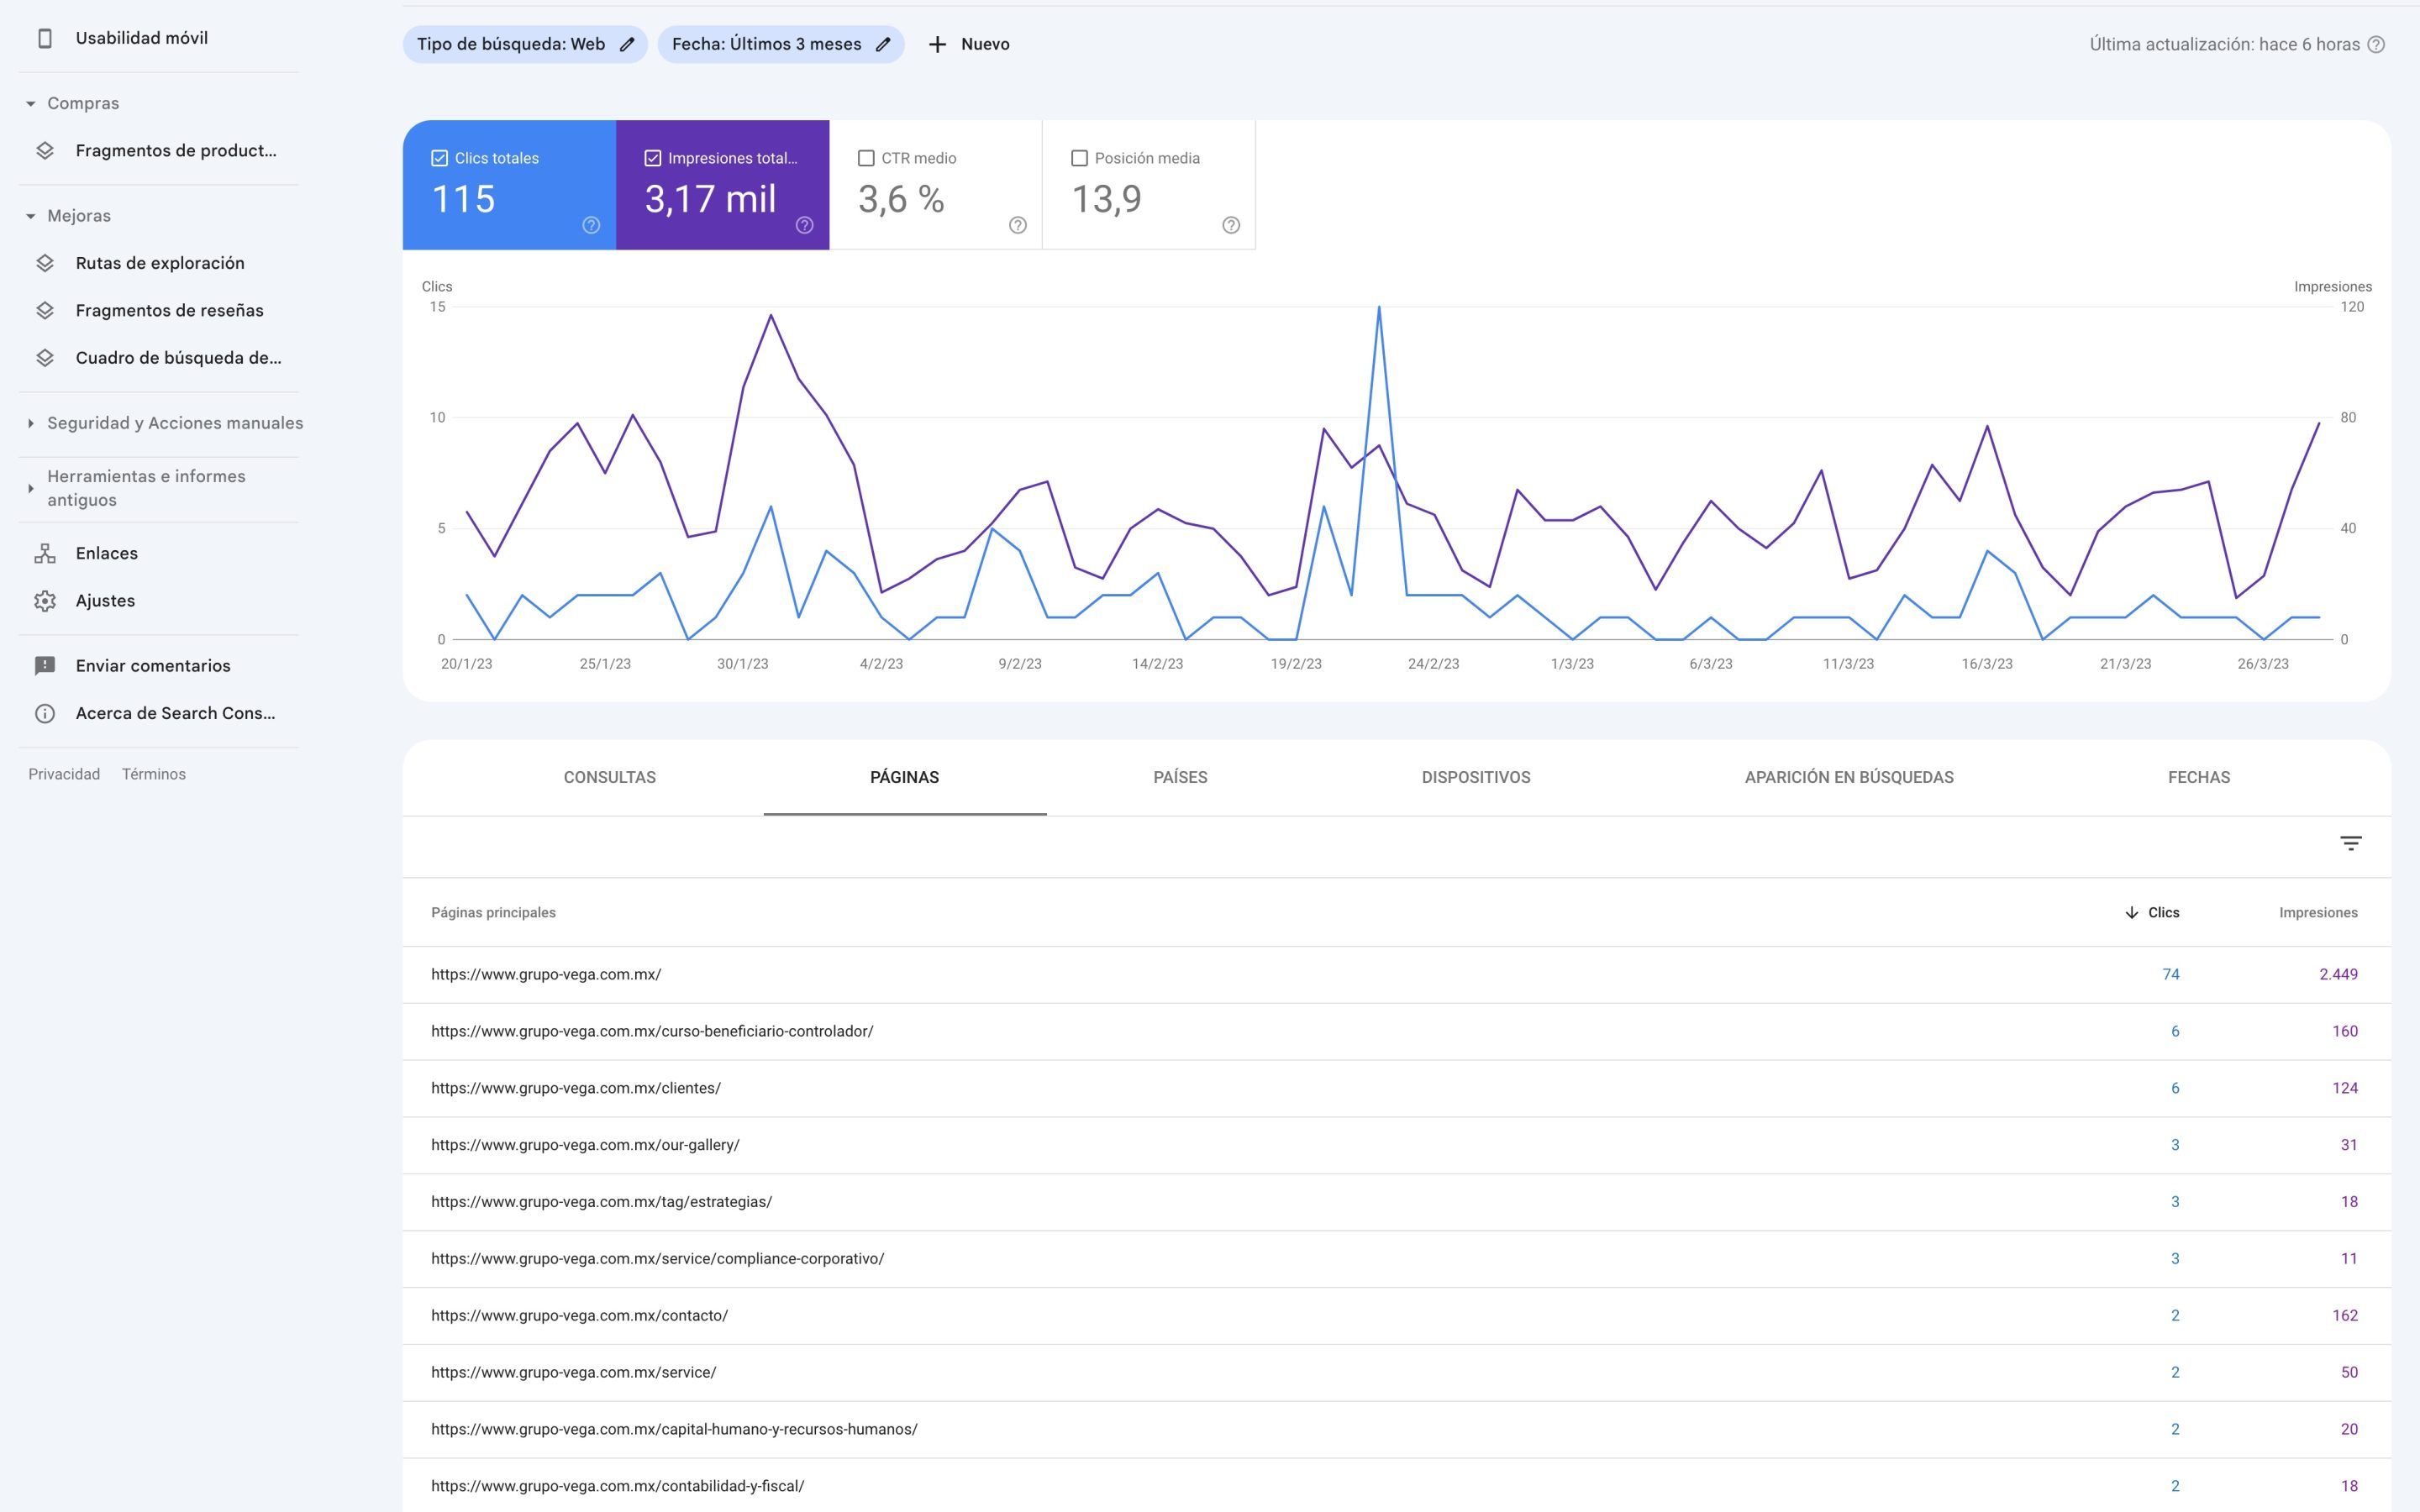 Usabilidad móvil
Compras
Fragmentos de product...
Mejoras
Rutas de exploración
Fragmentos de reseñas
Cuadro de búsqueda de...
Seguridad y Acciones manuales
Herramientas e informes
antiguos
Enlaces
Ajustes
Enviar comentarios
Acerca de Search Cons...
Privacidad Términos
Tipo de búsqueda: Web Fecha: Últimos 3 meses Nuevo Última actualización: hace 6 horas
Clics totales
115
Impresiones total...
3,17 mil
CTR medio
3,6 %
Posición media
13,9
Clics Impresiones
15 120
10 80
5 40
0 0
20/1/23 25/1/23 30/1/23 4/2/23 9/2/23 14/2/23 19/2/23 24/2/23 1/3/23 6/3/23 11/3/23 16/3/23 21/3/23 26/3/23
CONSULTAS PÁGINAS PAÍSES DISPOSITIVOS APARICIÓN EN BÚSQUEDAS FECHAS
Páginas principales Clics Impresiones
https://www.grupo-vega.com.mx/ 74 2.449
https://www.grupo-vega.com.mx/curso-beneficiario-controlador/ 6 160
https://www.grupo-vega.com.mx/clientes/ 6 124
https://www.grupo-vega.com.mx/our-gallery/ 3 31
https://www.grupo-vega.com.mx/tag/estrategias/ 3 18
https://www.grupo-vega.com.mx/service/compliance-corporativo/ 3 11
https://www.grupo-vega.com.mx/contacto/ 2 162
https://www.grupo-vega.com.mx/service/ 2 50
https://www.grupo-vega.com.mx/capital-humano-y-recursos-humanos/ 2 20
https://www.grupo-vega.com.mx/contabilidad-y-fiscal/ 2 18